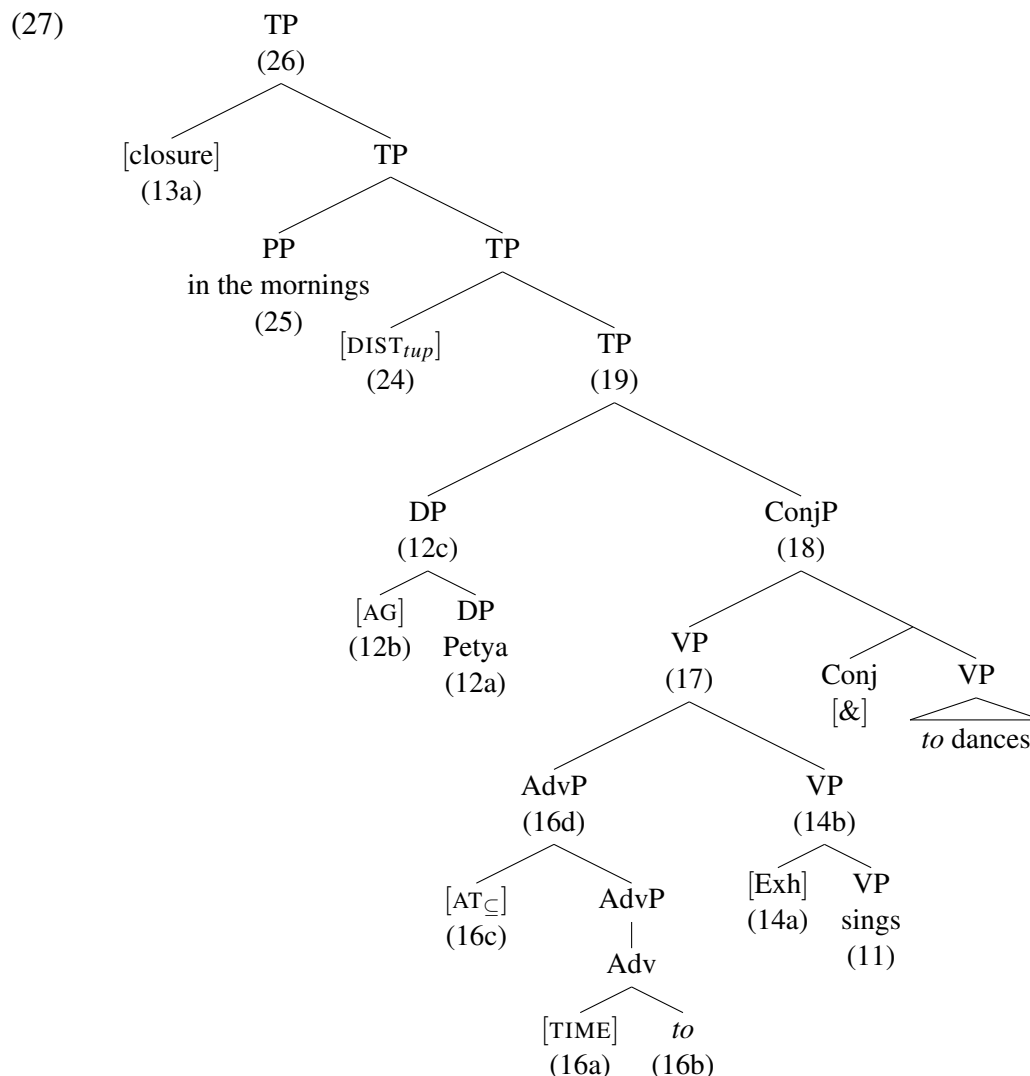 (27) TP
(26)
[closure] TP
(13a)
PP TP
in the mornings
(25) [DIST_tup] TP
(24) (19)
DP ConjP
(12c) (18)
[AG] DP VP
(12b) Petya (17) Conj VP
(12a) [&]
to dances
AdvP VP
(16d) (14b)
[AT⊆] AdvP [Exh] VP
(16c) (14a) sings
(11)
Adv
[TIME] to
(16a) (16b)